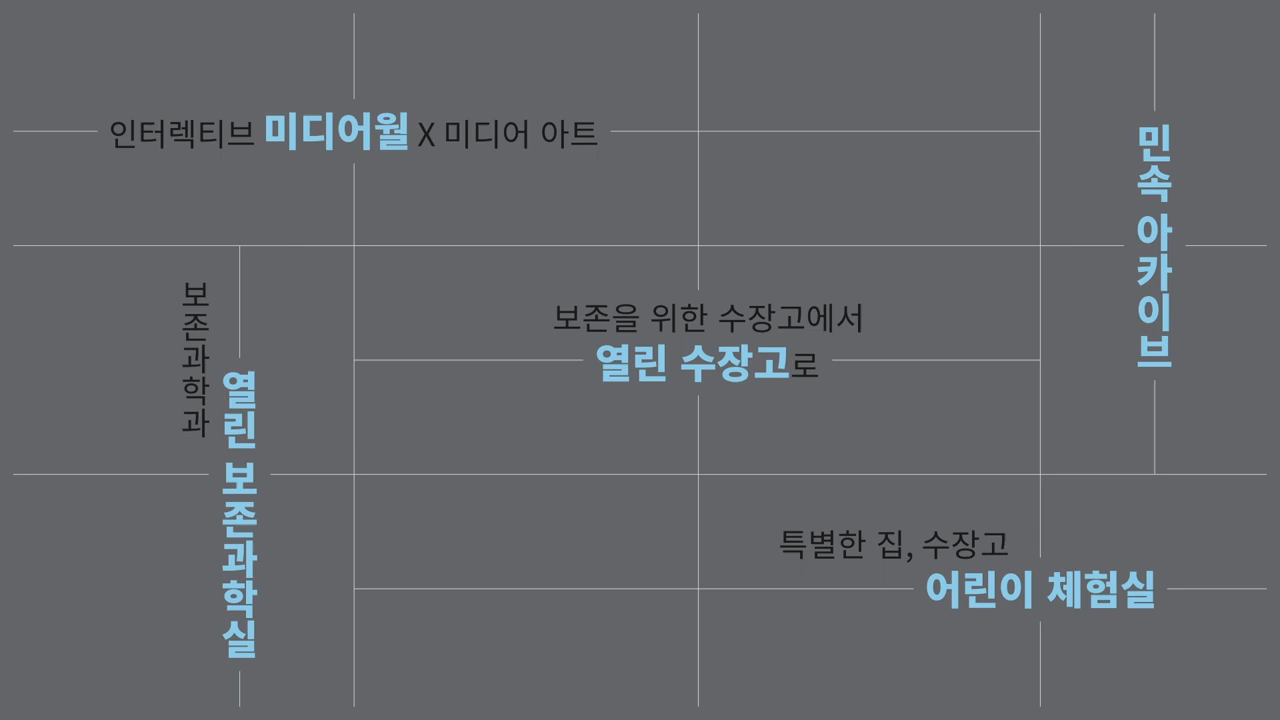 인터렉티브 미디어월 X 미디어 아트
민속 아카이브
보존과학과
열린 보존과학실
보존을 위한 수장고에서
열린 수장고로
특별한 집, 수장고
어린이 체험실